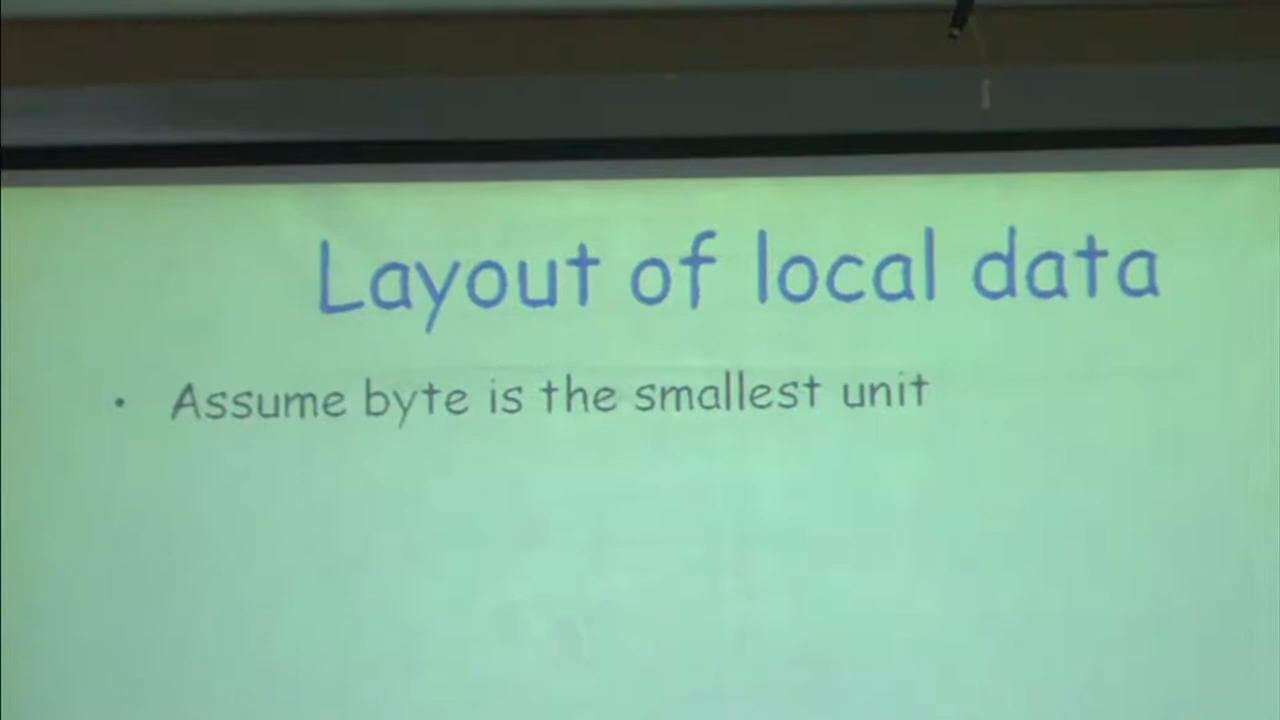 Layout of local data
• Assume byte is the smallest unit